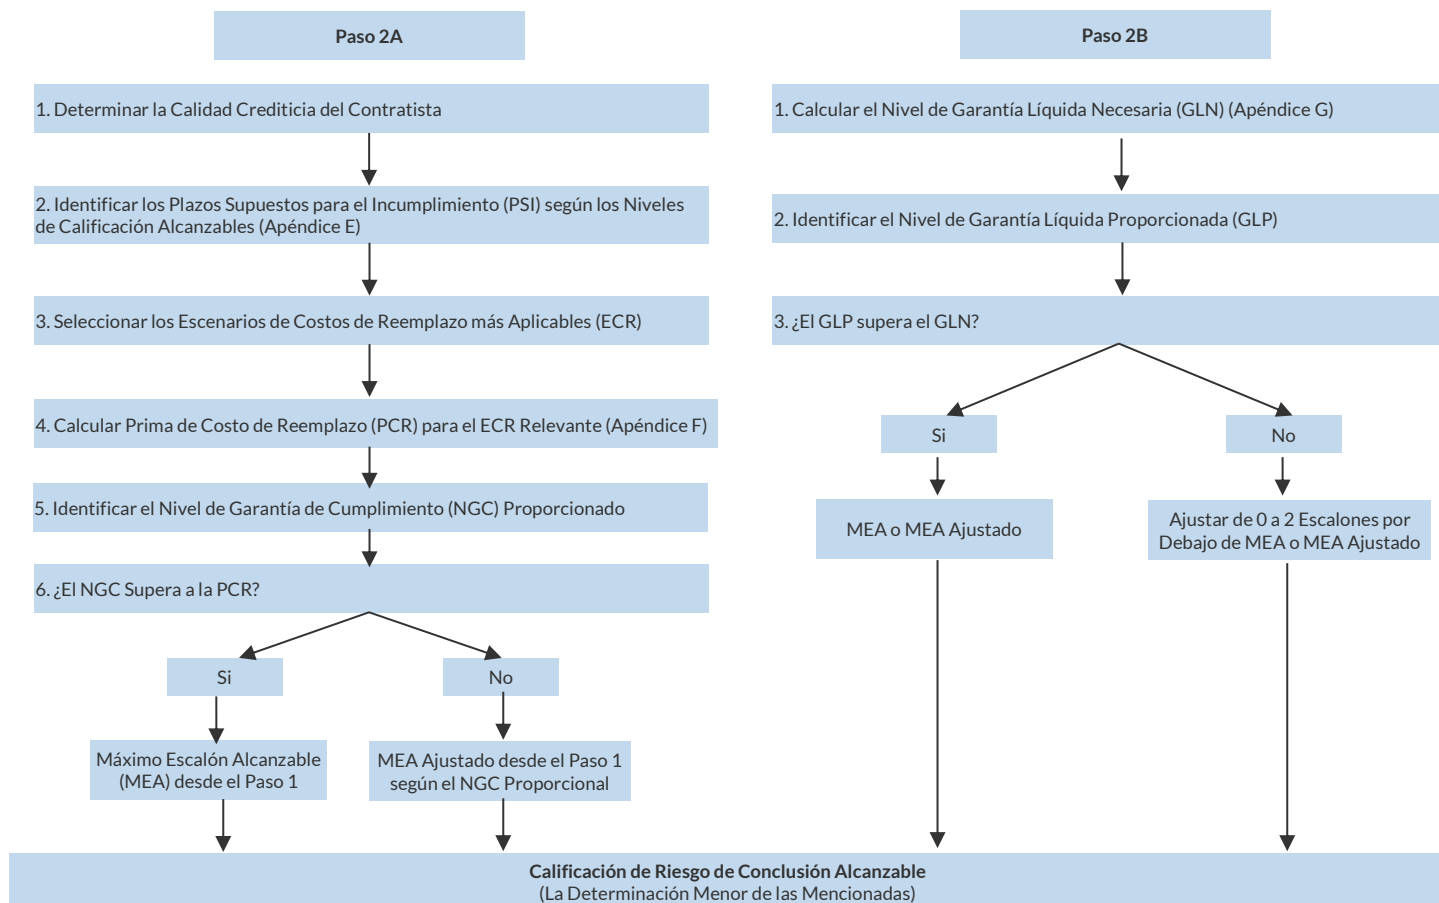 Paso 2A
1. Determinar la Calidad Crediticia del Contratista
2. Identificar los Plazos Supuestos para el Incumplimiento (PSI) según los Niveles
de Calificación Alcanzables (Apéndice E)
3. Seleccionar los Escenarios de Costos de Reemplazo más Aplicables (ECR)
4. Calcular Prima de Costo de Reemplazo (PCR) para el ECR Relevante (Apéndice F)
5. Identificar el Nivel de Garantía de Cumplimiento (NGC) Proporcionado
6. ¿El NGC Supera a la PCR?
Si
No
Máximo Escalón Alcanzable
(MEA) desde el Paso 1
MEA Ajustado desde el Paso 1
según el NGC Proporcional
Paso 2B
1. Calcular el Nivel de Garantía Líquida Necesaria (GLN) (Apéndice G)
2. Identificar el Nivel de Garantía Líquida Proporcionada (GLP)
3. ¿El GLP supera el GLN?
Si
No
MEA o MEA Ajustado
Ajustar de 0 a 2 Escalones por
Debajo de MEA o MEA Ajustado
Calificación de Riesgo de Conclusión Alcanzable
(La Determinación Menor de las Mencionadas)